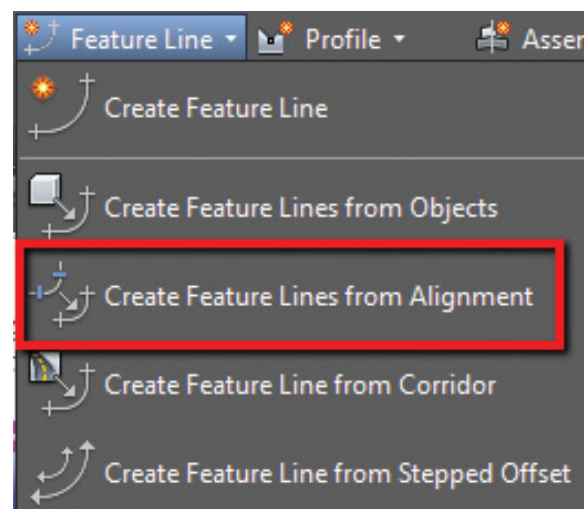 Feature Line Profile
Create Feature Line
Create Feature Lines from Objects
Create Feature Lines from Alignment
Create Feature Line from Corridor
Create Feature Line from Stepped Offset